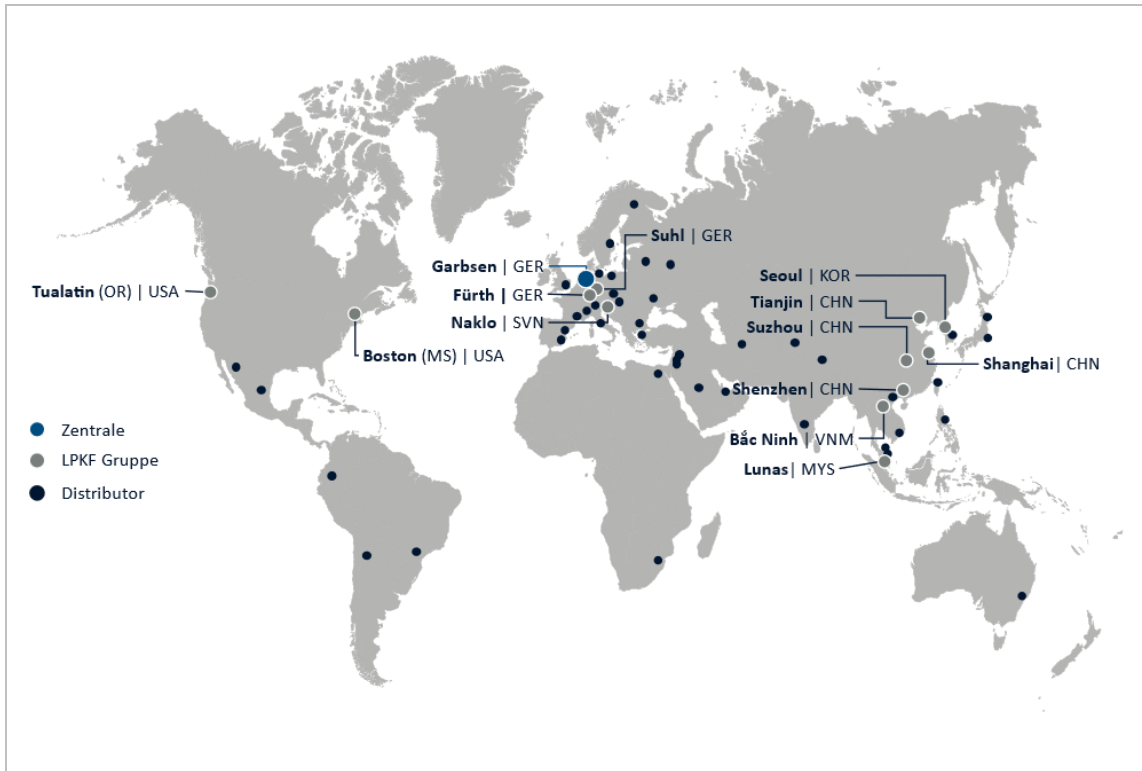 Suhl | GER
Garbsen | GER
Seoul | KOR
Tualatin (OR) | USA
Fürth | GER
Tianjin | CHN
Naklo | SVN
Suzhou | CHN
Boston (MS) | USA
Shanghai| CHN
Shenzhen| CHN
Zentrale
Bắc Ninh | VNM
LPKF Gruppe
Lunas| MYS
Distributor